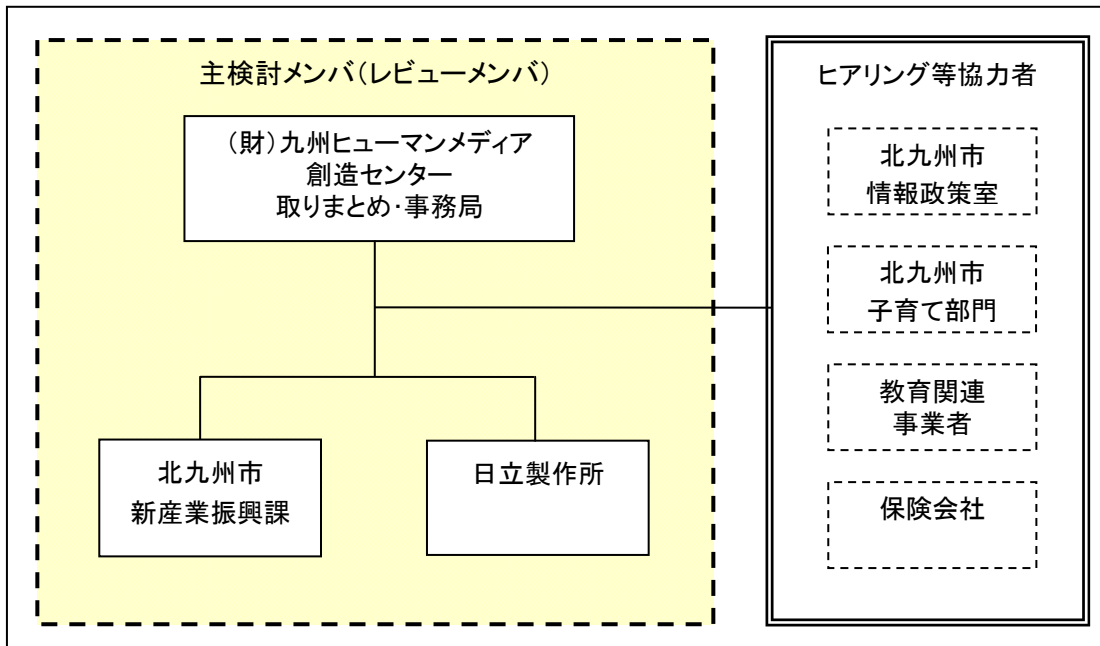 主検討メンバ(レビューメンバ)
(財)九州ヒューマンメディア
創造センター
取りまとめ・事務局
北九州市
新産業振興課
日立製作所
ヒアリング等協力者
北九州市
情報政策室
北九州市
子育て部門
教育関連
事業者
保険会社